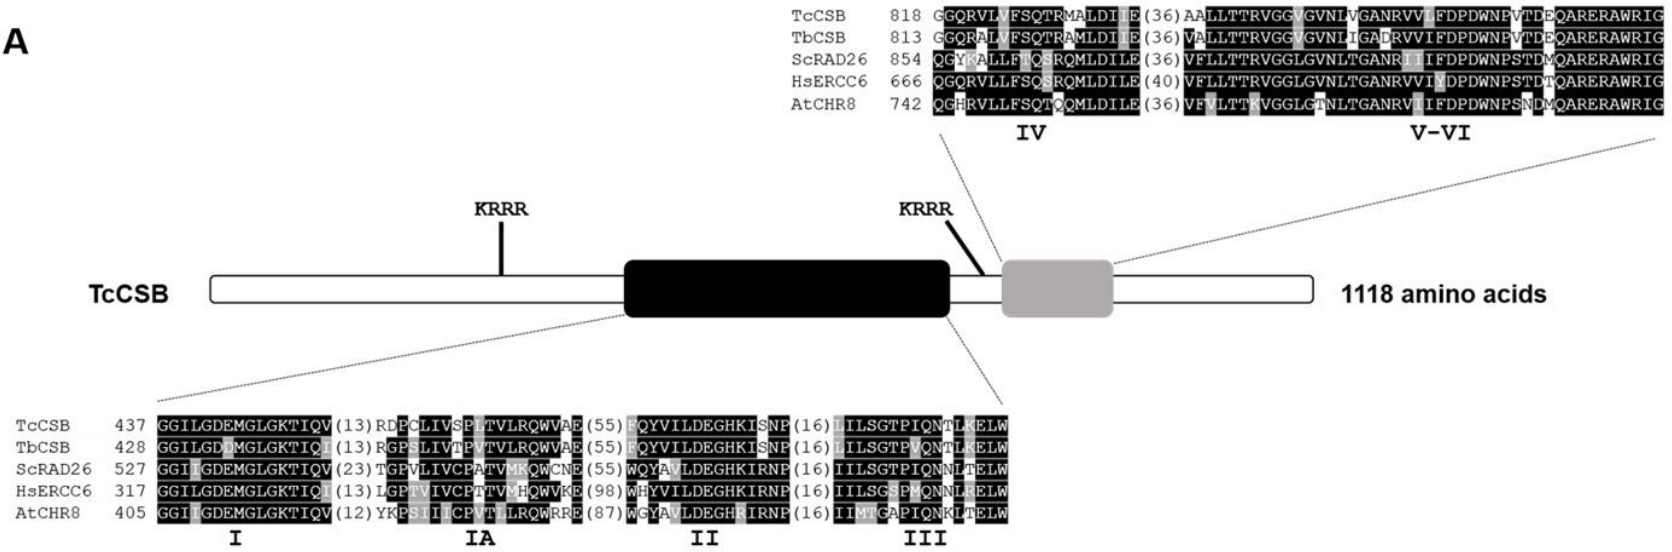 A
TcCSB 818 GGQRVLVFSQTRMALDIIE(36)AALLTTRVGGVGVNLVGANRVVLFDPDWNPVTDEQARERAWRIG
TbCSB 813 GGQRALVFSQTRAMLDIIE(36)VALLTTRVGGVGVNLIGADRVVIFDPDWNPVTDEQARERAWRIG
ScRAD26 854 QGYKALLFTQSRQMLDILE(36)VFLLTTRVGGLGVNLTGANRIIIFDPDWNPSTDMQARERAWRIG
HsERCC6 666 QGQRVLLFSQSRQMLDILE(40)VFLLTTRVGGLGVNLTGANRVVIYDPDWNPSTDTQARERAWRIG
AtCHR8 742 QGHRVLLFSQTQQMLDILE(36)VFVLTTKVGGLGTNLTGANRVIIFDPDWNPSNDMQARERAWRIG
IV V-VI
KRRR KRRR
TcCSB 1118 amino acids
TcCSB 437 GGILGDEMGLGKTIQV(13)RDPCLIVSPLTVLRQWVAE(55)FQYVILDEGHKISNP(16)LILSGTPIQNTLKELW
TbCSB 428 GGILGDDMGLGKTIQI(13)RGPSLIVTPVTVLRQWVAE(55)FQYVILDEGHKISNP(16)LILSGTPVQNTLKELW
ScRAD26 527 GGIIGDEMGLGKTIQV(23)TGPVLIVCPATVMKQWCNE(55)WQYAVLDEGHKIRNP(16)IILSGTPIQNNLTELW
HsERCC6 317 GGILGDEMGLGKTIQI(13)LGPTVIVCPTTVMHQWVKE(98)WHYVILDEGHKIRNP(16)IILSGSPMQNNLRELW
AtCHR8 405 GGIIGDEMGLGKTIQV(12)YKPSIIICPVTLLRQWRRE(87)WGYAVLDEGHRIRNP(16)IIMTGAPIQNKLTELW
I IA II III